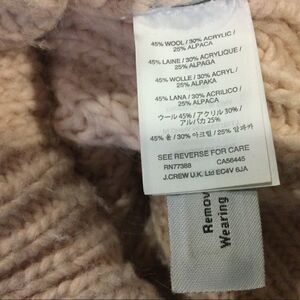 45% WOOL / 30% ACRYLIC /
25% ALPACA
45% LAINE / 30% ACRYLIQUE /
25% ALPAGA
45% WOLLE / 30% ACRYL /
25% ALPAKA
45% LANA / 30% ACRILICO /
25% ALPACA
ウール 45% / アクリル 30% /
アルパカ 25%
45% 울 / 30% 아크릴 / 25% 알파카
SEE REVERSE FOR CARE
RN77388 CA56445
J.CREW U.K. Ltd EC4V 6JA
Remov
Wearing